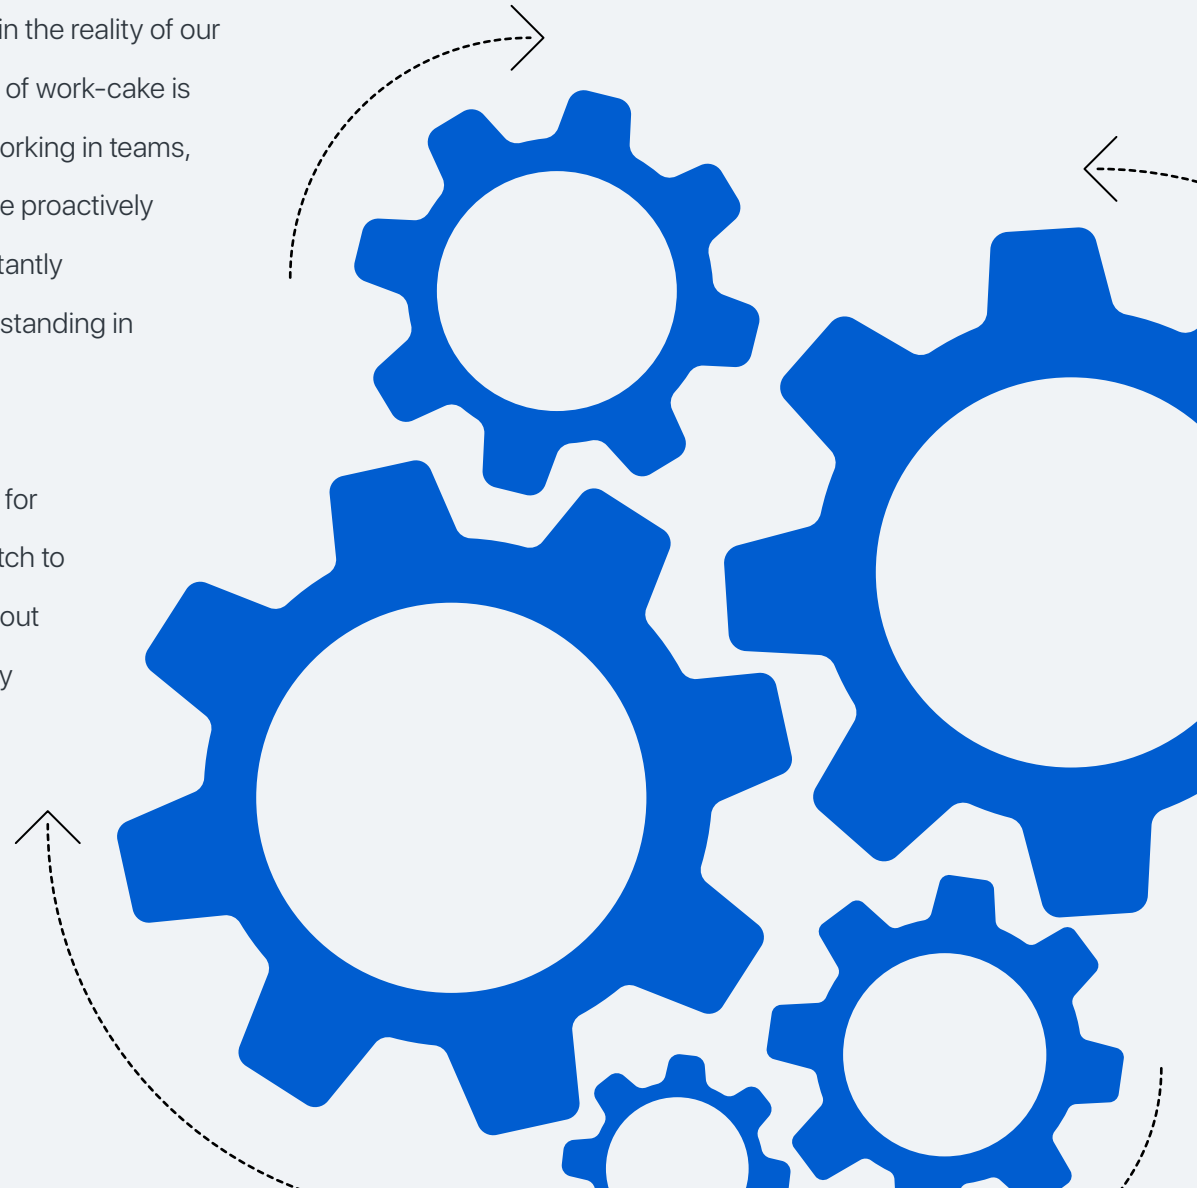 in the reality of our
of work-cake is
orking in teams,
e proactively
tantly
standing in
for
tch to
out
y